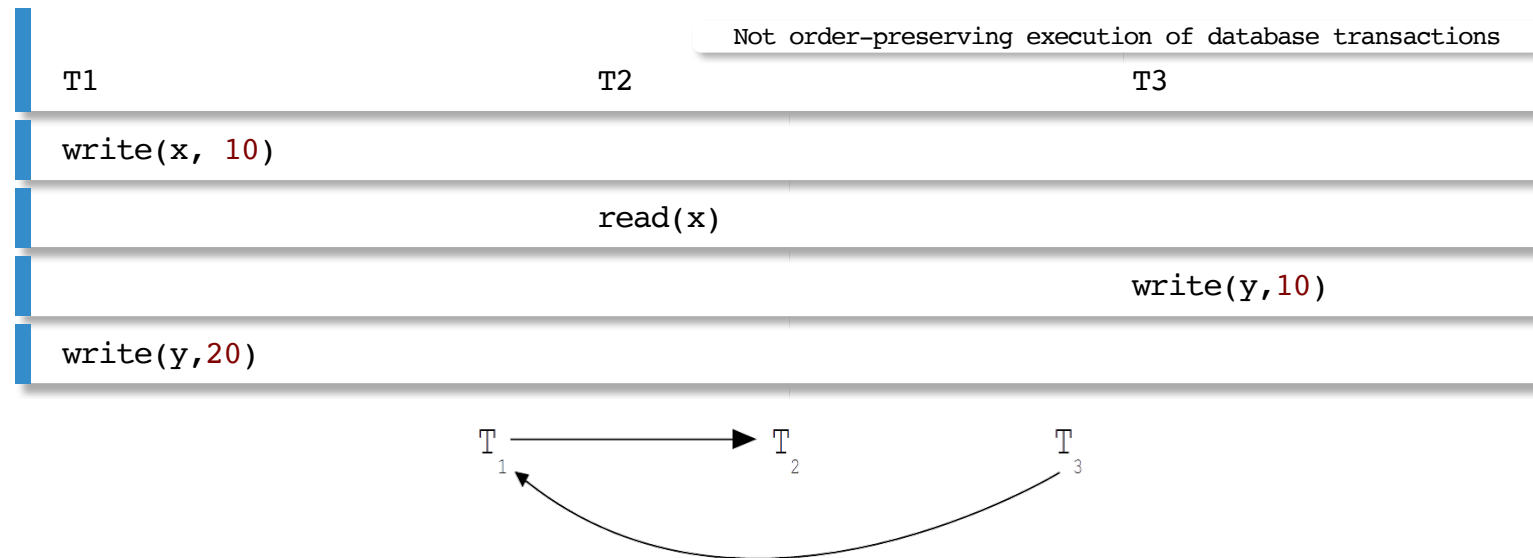 Not order-preserving execution of database transactions
T1 T2 T3
write(x, 10)
read(x)
write(y,10)
write(y,20)
T1 T2 T3